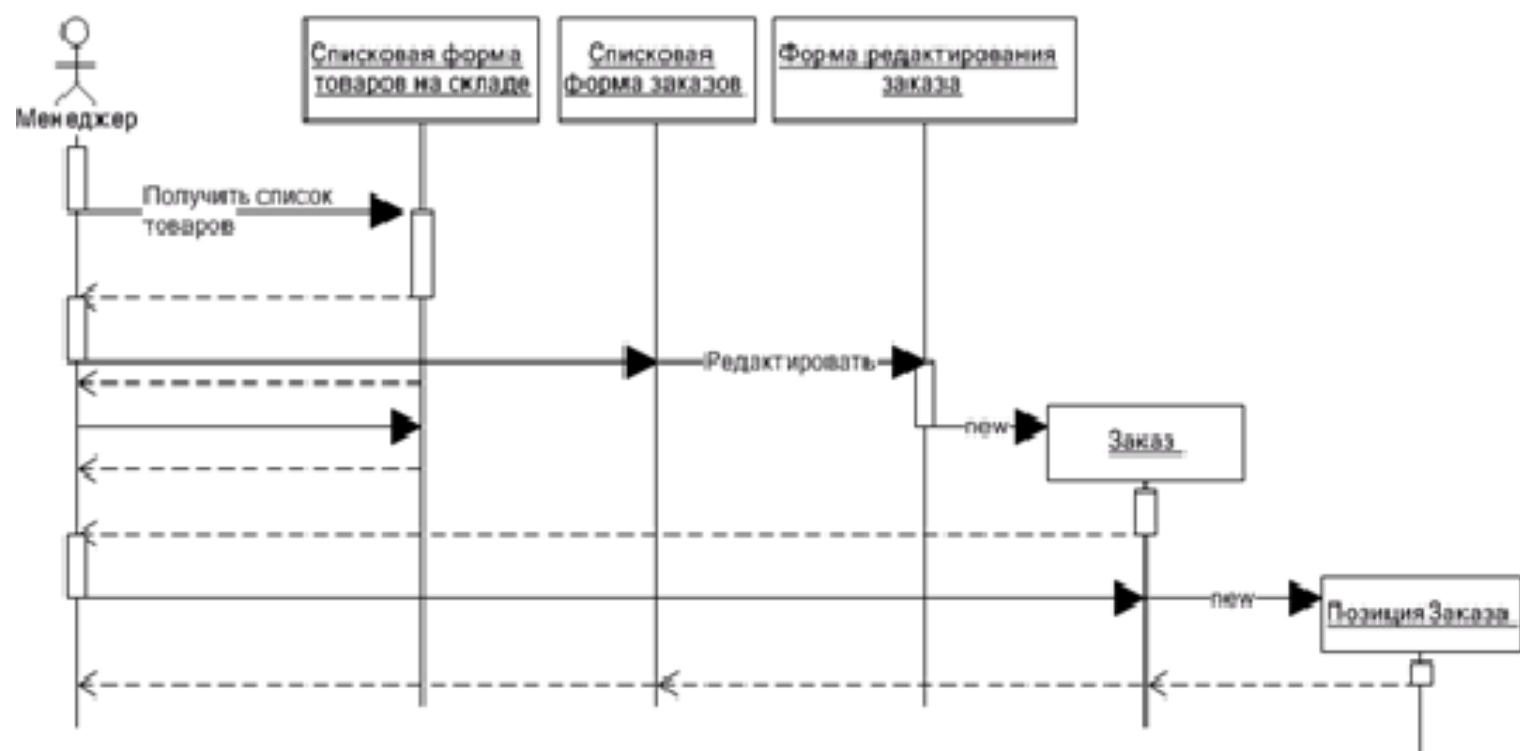 Менеджер
Списковая форма
товаров на складе
Списковая
форма заказов
Форма редактирования
заказа
Получить список
товаров
Редактировать
new
Заказ
new
Позиция Заказа